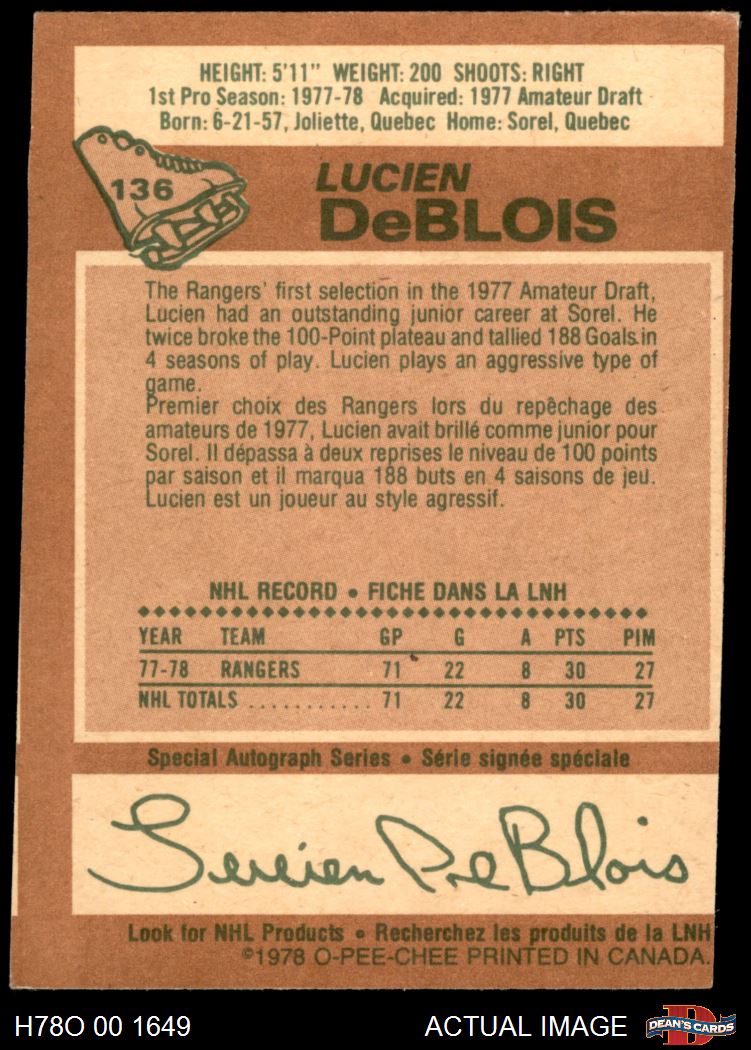 HEIGHT: 5'11" WEIGHT: 200 SHOOTS: RIGHT
1st Pro Season: 1977-78 Acquired: 1977 Amateur Draft
Born: 6-21-57, Joliette, Quebec Home: Sorel, Quebec
136
LUCIEN
DeBLOIS
The Rangers' first selection in the 1977 Amateur Draft,
Lucien had an outstanding junior career at Sorel. He
twice broke the 100-Point plateau and tallied 188 Goals in
4 seasons of play. Lucien plays an aggressive type of
game.
Premier choix des Rangers lors du repêchage des
amateurs de 1977, Lucien avait brillé comme junior pour
Sorel. Il dépassa à deux reprises le niveau de 100 points
par saison et il marqua 188 buts en 4 saisons de jeu.
Lucien est un joueur au style agressif.
NHL RECORD • FICHE DANS LA LNH
YEAR TEAM GP G A PTS PIM
77-78 RANGERS 71 22 8 30 27
NHL TOTALS ........... 71 22 8 30 27
Special Autograph Series • Série signée spéciale
Lucien DeBlois
Look for NHL Products • Recherchez les produits de la LNH
©1978 O-PEE-CHEE PRINTED IN CANADA.
H78O 00 1649 ACTUAL IMAGE D DEAN'S CARDS